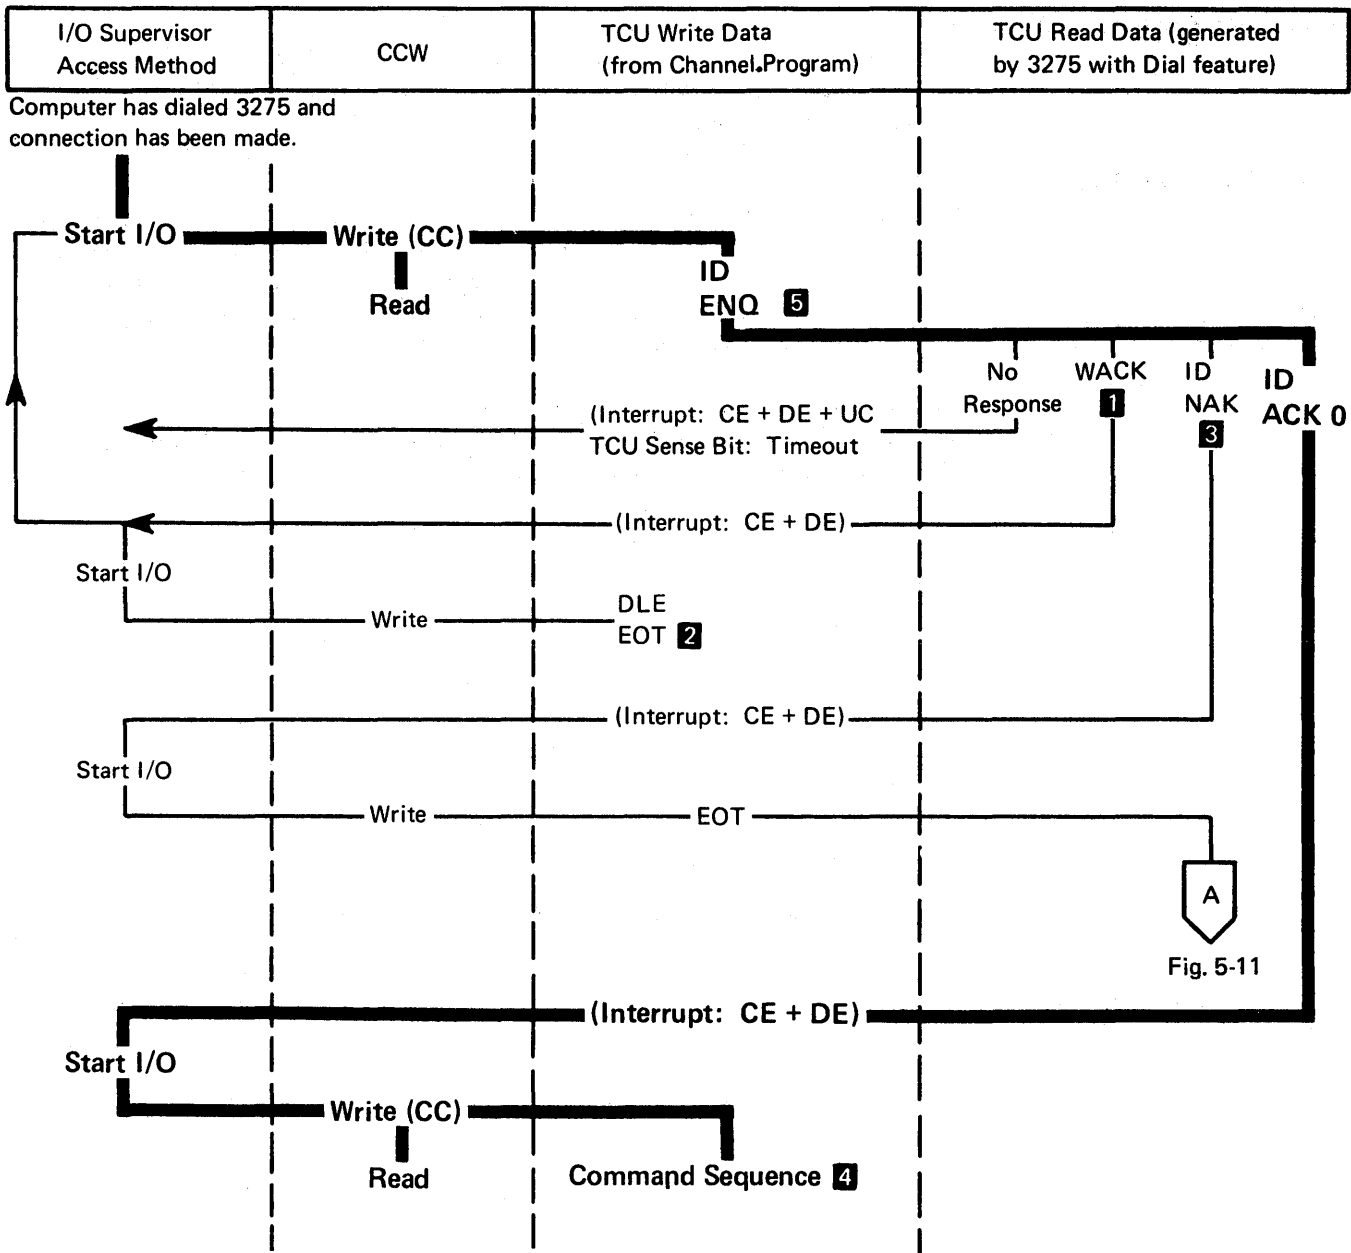 I/O Supervisor
Access Method
CCW
TCU Write Data
(from Channel.Program)
TCU Read Data (generated
by 3275 with Dial feature)
Computer has dialed 3275 and
connection has been made.
Start I/O
Write (CC)
Read
ID
ENQ 5
No
Response
WACK
1
ID
NAK
3
ID
ACK 0
(Interrupt: CE + DE + UC
TCU Sense Bit: Timeout
(Interrupt: CE + DE)
Start I/O
Write
DLE
EOT 2
(Interrupt: CE + DE)
Start I/O
Write
EOT
A
Fig. 5-11
(Interrupt: CE + DE)
Start I/O
Write (CC)
Read
Command Sequence 4